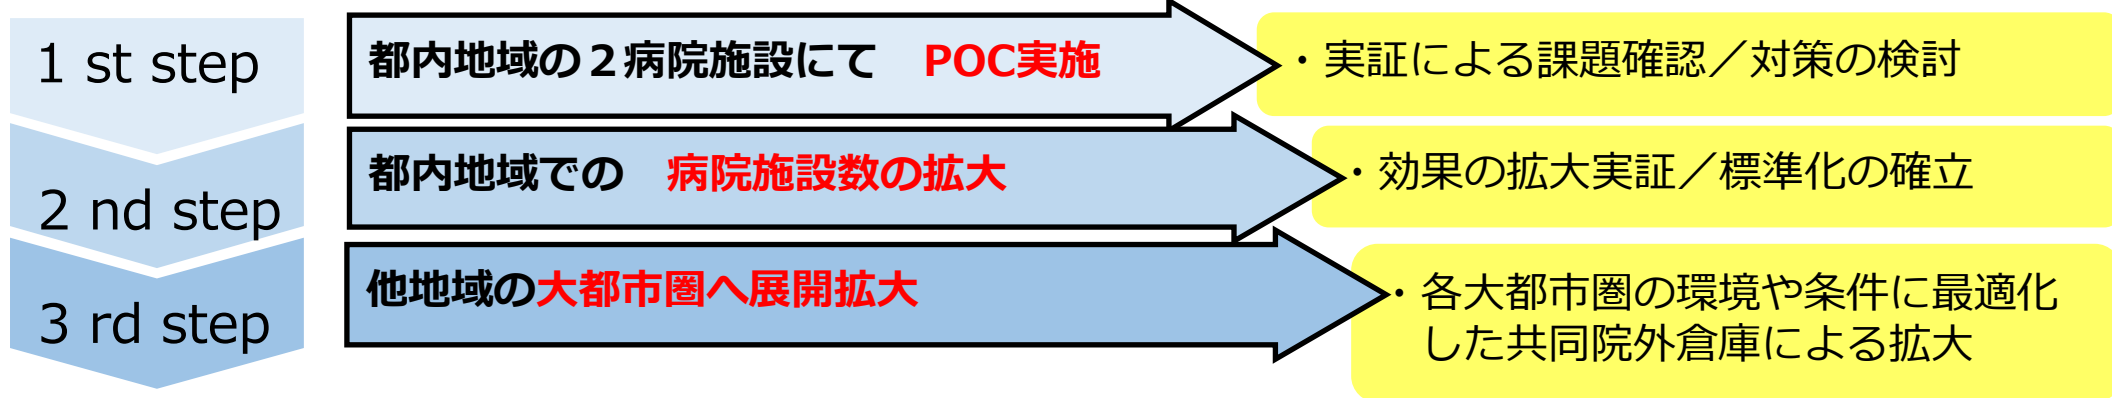 1 st step
都内地域の２病院施設にて　POC実施
・実証による課題確認／対策の検討
2 nd step
都内地域での　病院施設数の拡大
・効果の拡大実証／標準化の確立
3 rd step
他地域の大都市圏へ展開拡大
・各大都市圏の環境や条件に最適化
した共同院外倉庫による拡大